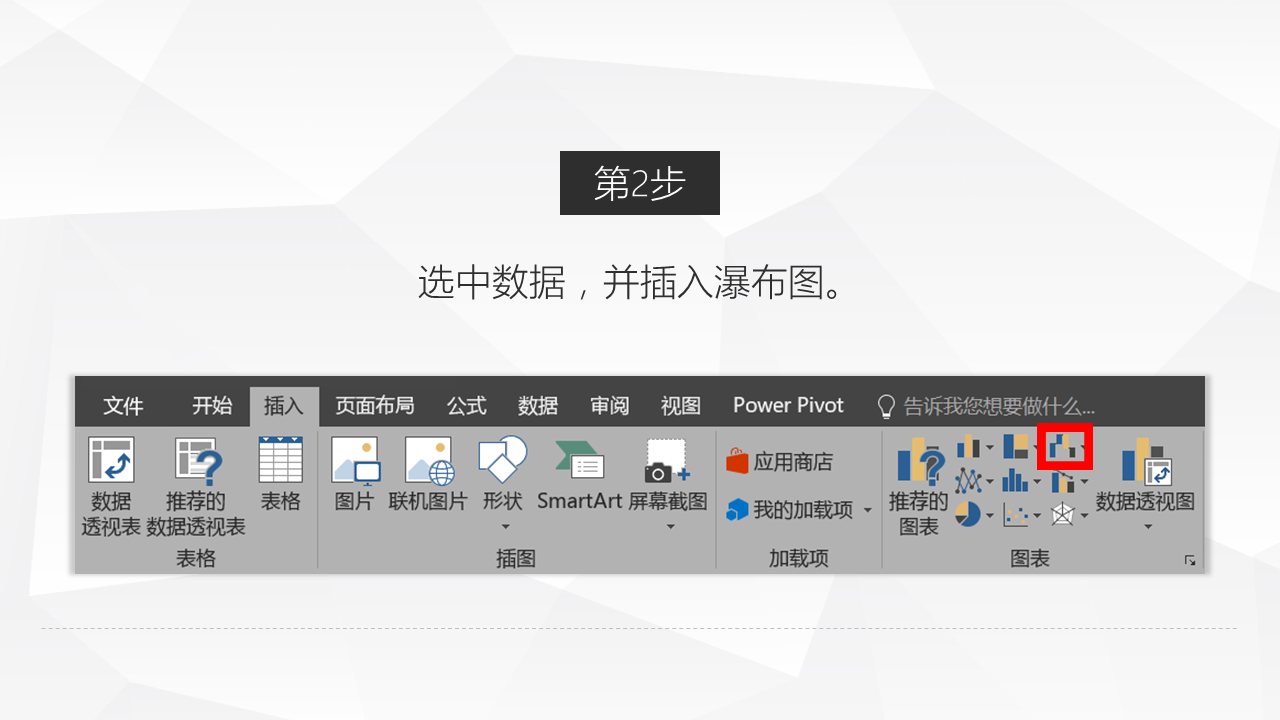 第2步
选中数据，并插入瀑布图。
文件 开始 插入 页面布局 公式 数据 审阅 视图 Power Pivot 告诉我您想要做什么...
数据
透视表
推荐的
数据透视表
表格
表格
图片
联机图片
形状
SmartArt
屏幕截图
插图
应用商店
我的加载项
加载项
推荐的
图表
数据透视图
图表